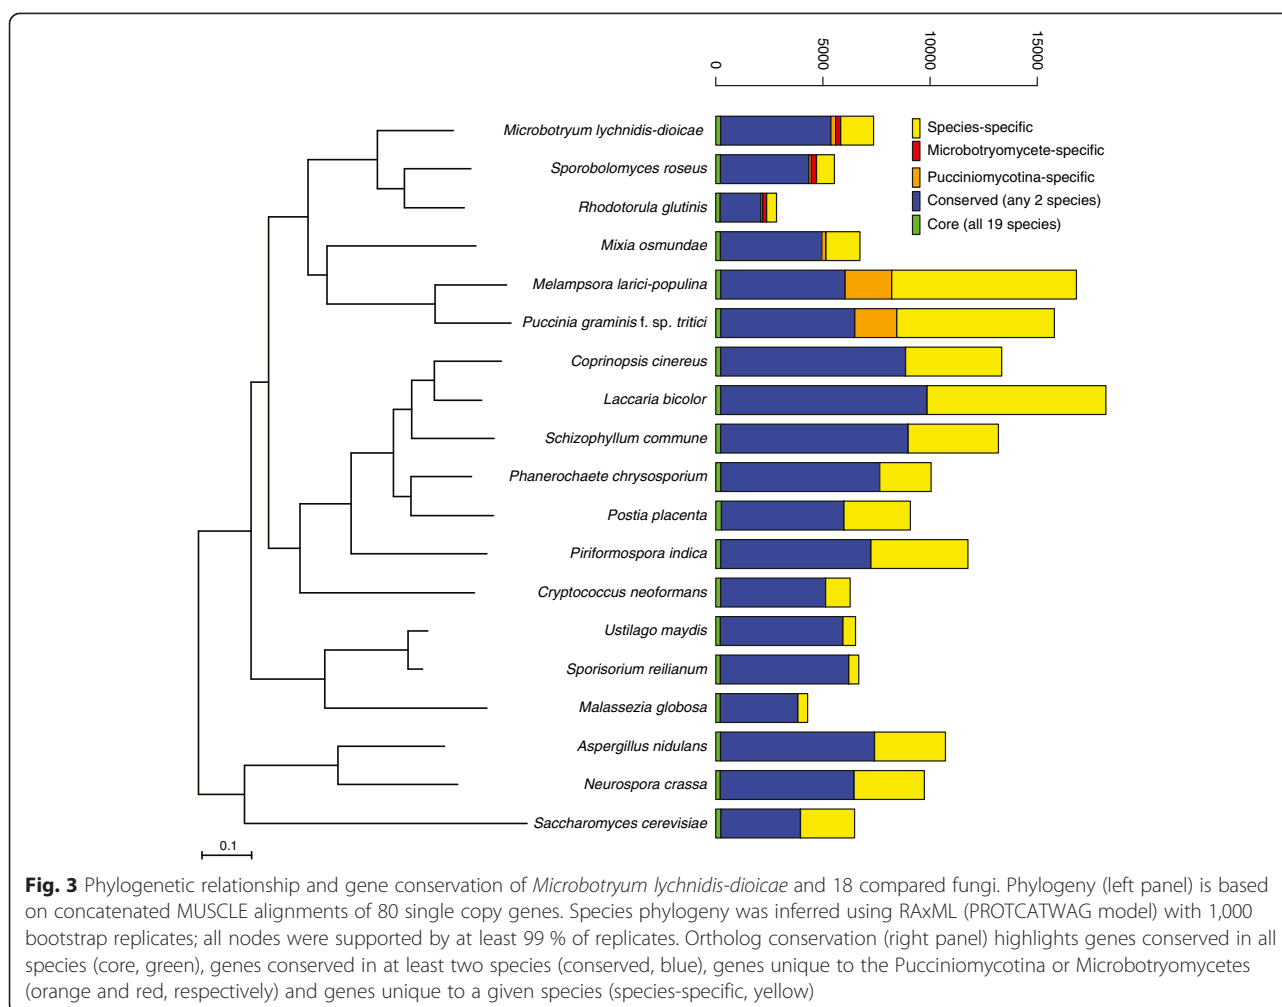 0
5000
10000
15000
Microbotryum lychnidis-dioicae
Sporobolomyces roseus
Rhodotorula glutinis
Mixia osmundae
Melampsora larici-populina
Puccinia graminis f. sp. tritici
Coprinopsis cinereus
Laccaria bicolor
Schizophyllum commune
Phanerochaete chrysosporium
Postia placenta
Piriformospora indica
Cryptococcus neoformans
Ustilago maydis
Sporisorium reilianum
Malassezia globosa
Aspergillus nidulans
Neurospora crassa
Saccharomyces cerevisiae
Species-specific
Microbotryomycete-specific
Pucciniomycotina-specific
Conserved (any 2 species)
Core (all 19 species)
0.1
Fig. 3 Phylogenetic relationship and gene conservation of Microbotryum lychnidis-dioicae and 18 compared fungi. Phylogeny (left panel) is based
on concatenated MUSCLE alignments of 80 single copy genes. Species phylogeny was inferred using RAxML (PROTCATWAG model) with 1,000
bootstrap replicates; all nodes were supported by at least 99 % of replicates. Ortholog conservation (right panel) highlights genes conserved in all
species (core, green), genes conserved in at least two species (conserved, blue), genes unique to the Pucciniomycotina or Microbotryomycetes
(orange and red, respectively) and genes unique to a given species (species-specific, yellow)